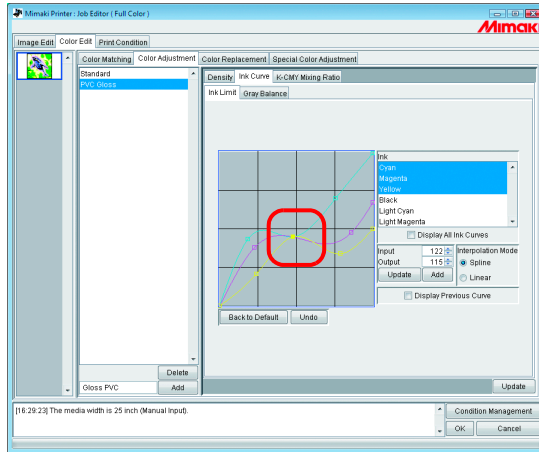 Mimaki Printer : Job Editor ( Full Color )
Mimaki
Image Edit Color Edit Print Condition
Color Matching Color Adjustment Color Replacement Special Color Adjustment
Standard
PVC Gloss
Density Ink Curve K-CMY Mixing Ratio
Ink Limit Gray Balance
Ink
Cyan
Magenta
Yellow
Black
Light Cyan
Light Magenta
Display All Ink Curves
Input 122
Output 115
Update Add
Interpolation Mode
Spline
Linear
Display Previous Curve
Back to Default Undo
Delete
Gloss PVC Add
Update
[16:29:23] The media width is 25 inch (Manual Input).
Condition Management
OK Cancel